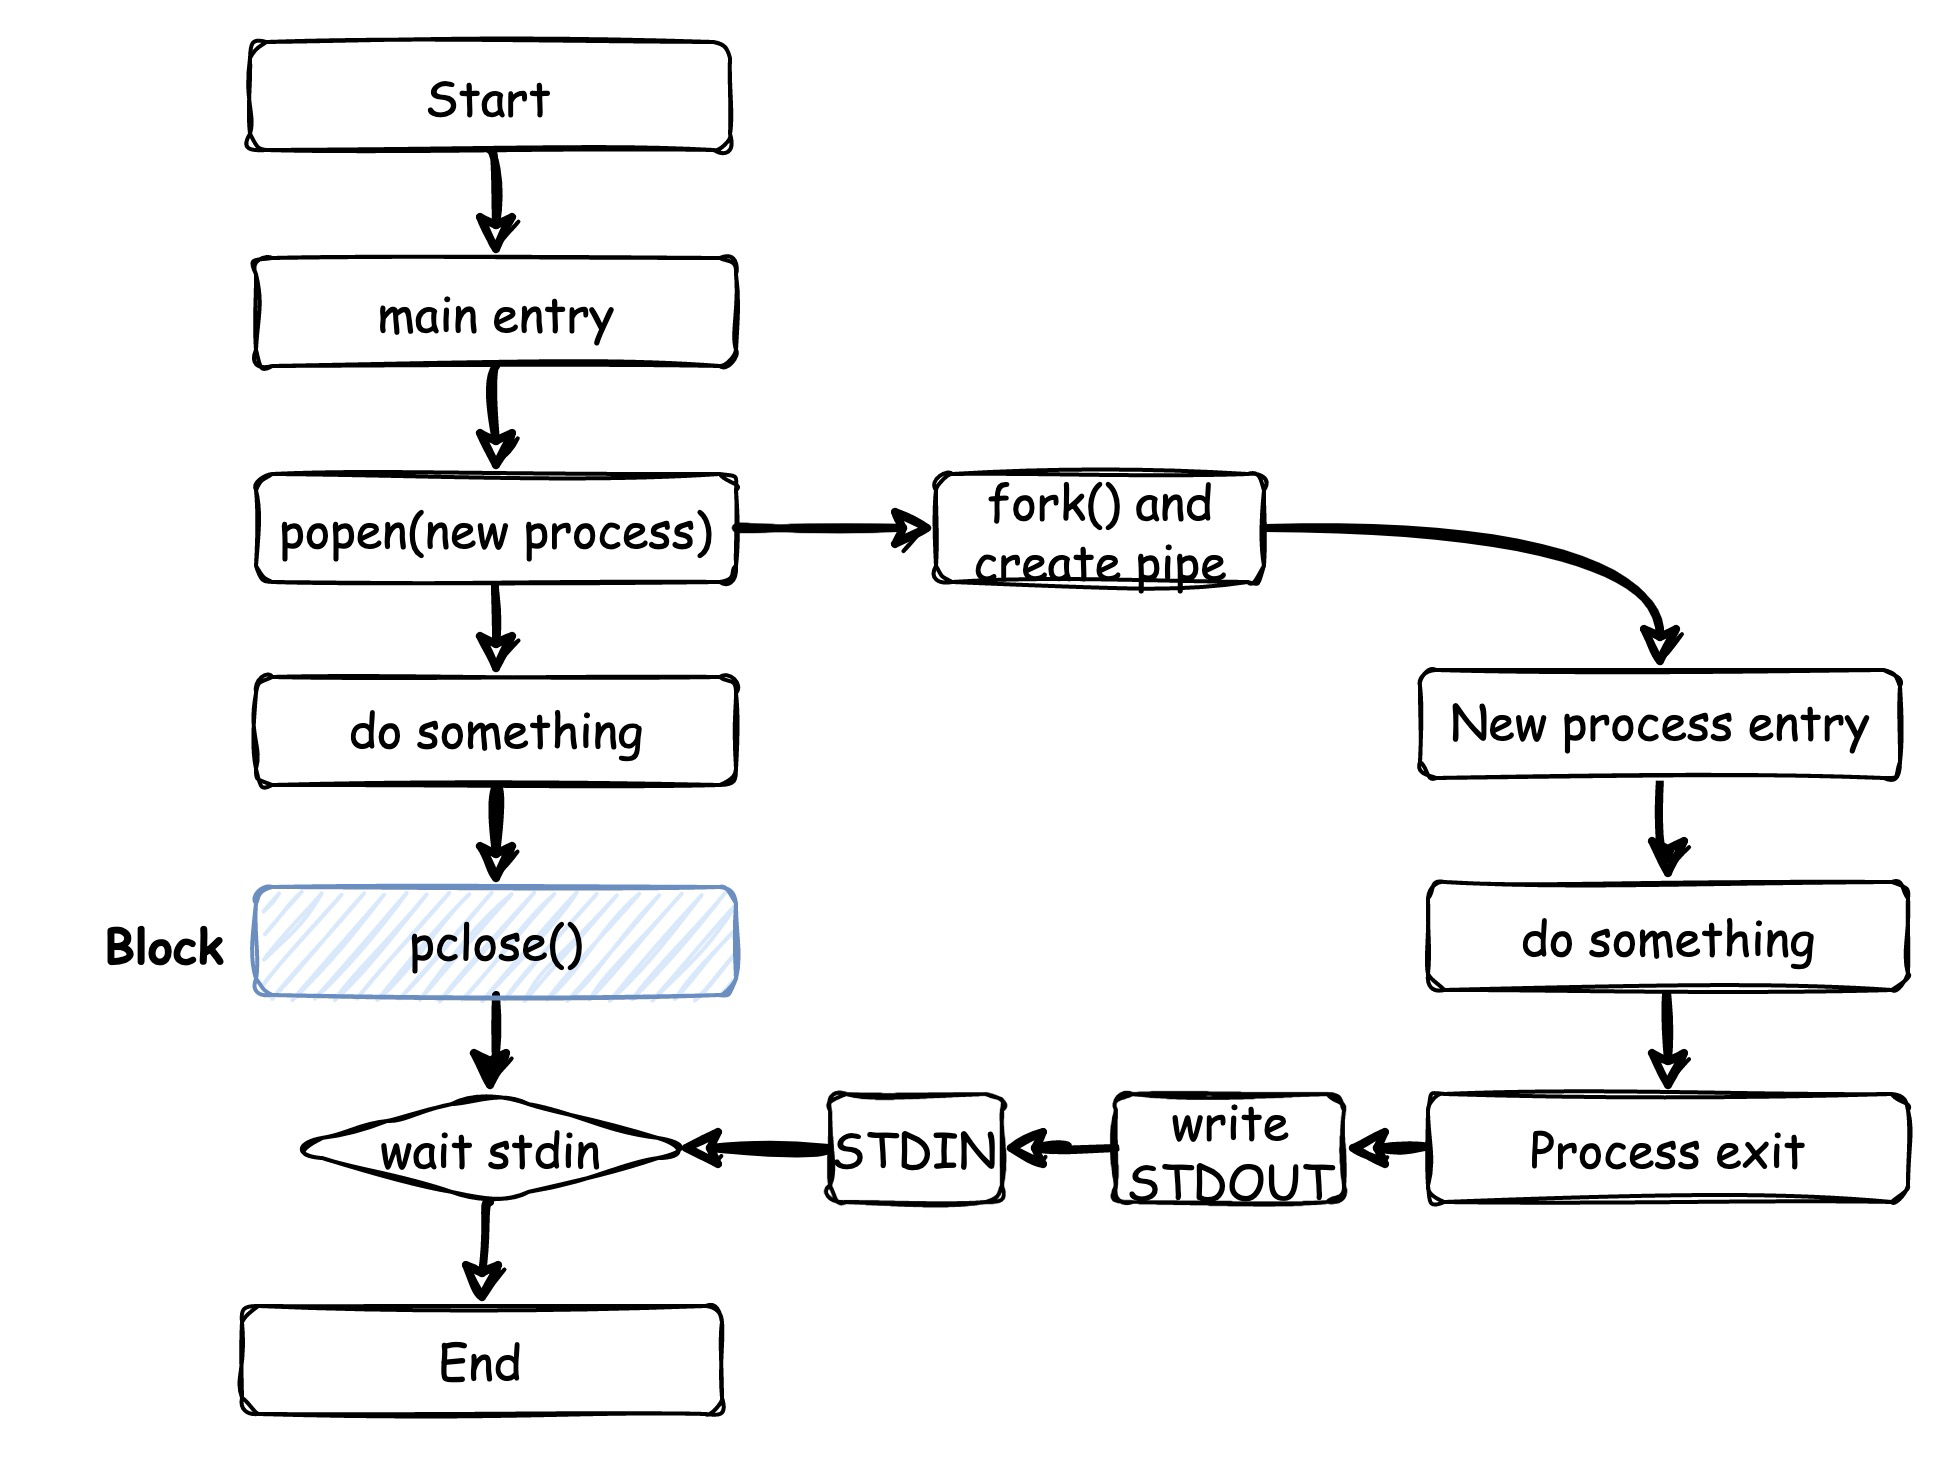 Start
main entry
popen(new process)
fork() and
create pipe
do something
New process entry
Block
pclose()
do something
wait stdin
STDIN
write
STDOUT
Process exit
End